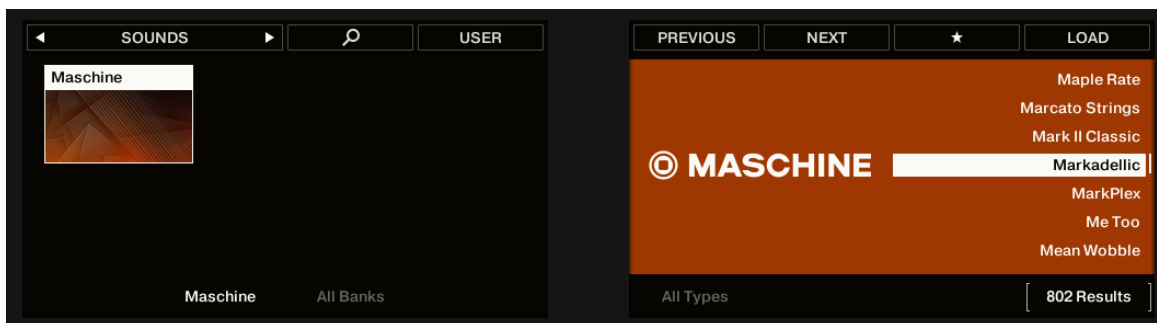 SOUNDS USER
Maschine
Maschine All Banks
PREVIOUS NEXT ★ LOAD
MASCHINE
Maple Rate
Marcato Strings
Mark II Classic
Markadellic
MarkPlex
Me Too
Mean Wobble
All Types 802 Results